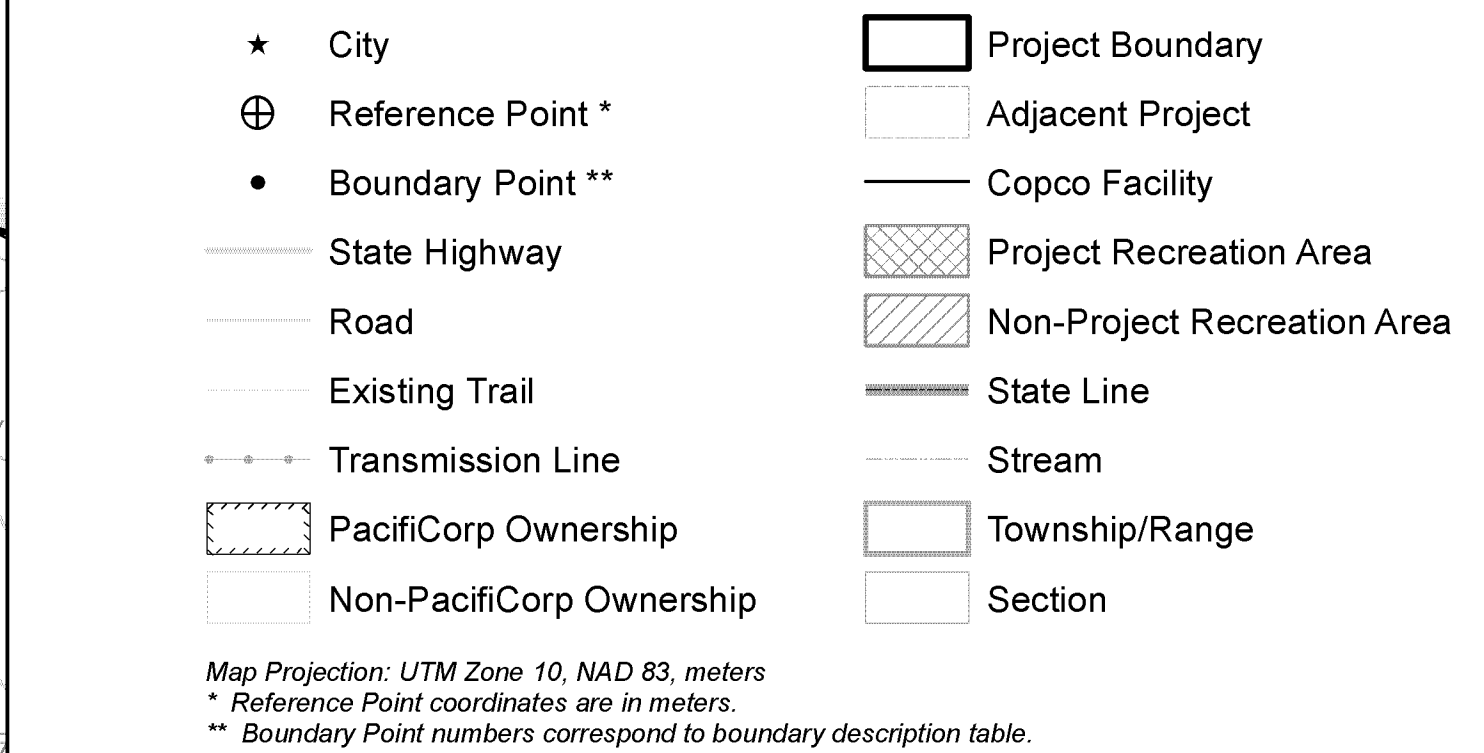 City
Reference Point *
Boundary Point **
State Highway
Road
Existing Trail
Transmission Line
PacifiCorp Ownership
Non-PacifiCorp Ownership
Project Boundary
Adjacent Project
Copco Facility
Project Recreation Area
Non-Project Recreation Area
State Line
Stream
Township/Range
Section
Map Projection: UTM Zone 10, NAD 83, meters
* Reference Point coordinates are in meters.
** Boundary Point numbers correspond to boundary description table.